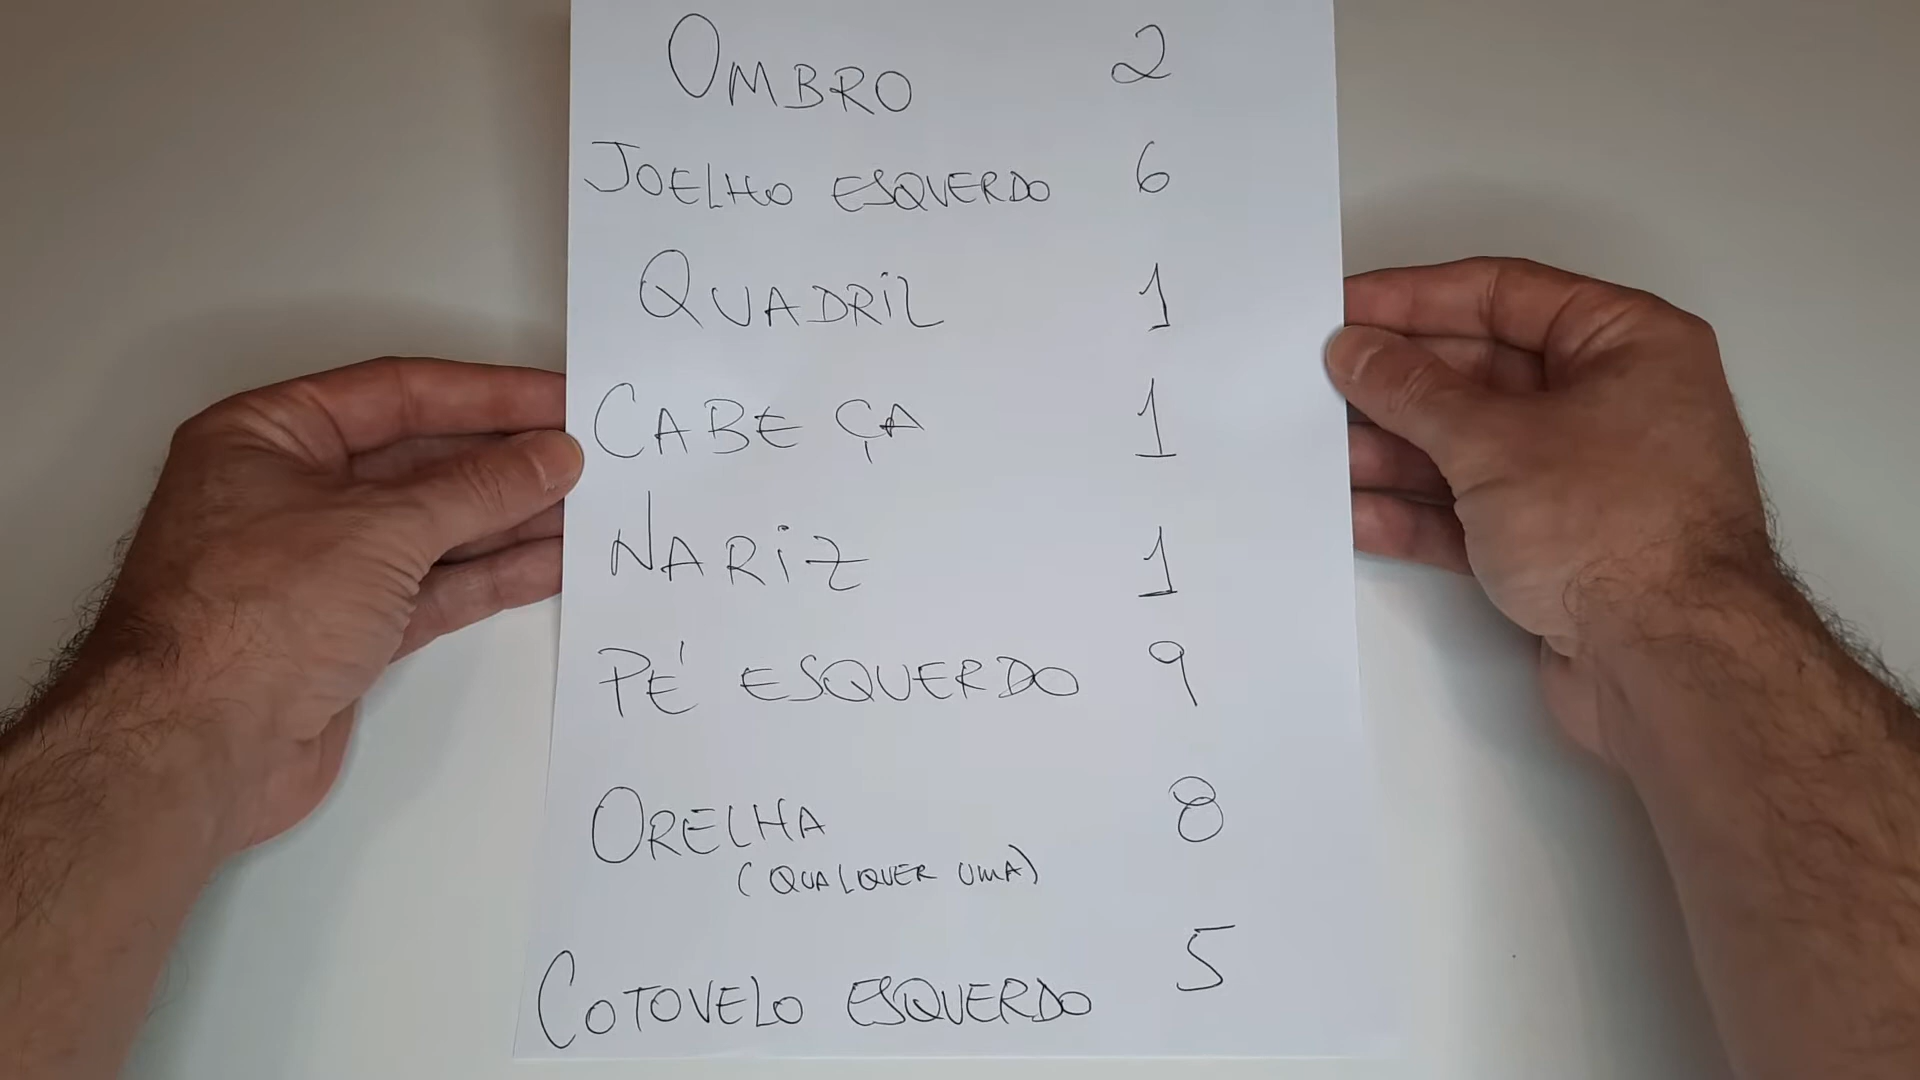 OMBRO 2
JOELHO ESQUERDO 6
QUADRiL 1
CABEÇA 1
NARiZ 1
PÉ ESQUERDO 9
ORELHA 8
(QUALQUER UMA)
COTOVELO ESQUERDO 5